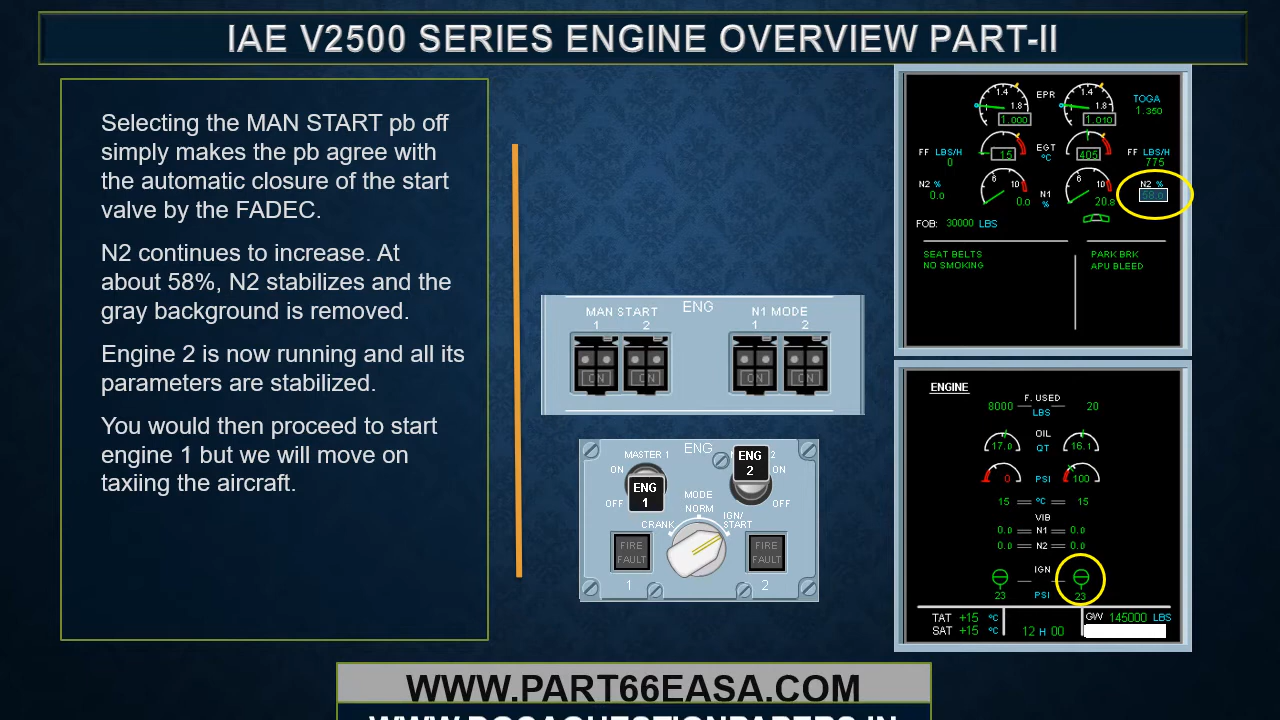 IAE V2500 SERIES ENGINE OVERVIEW PART-II
Selecting the MAN START pb off
simply makes the pb agree with
the automatic closure of the start
valve by the FADEC.
N2 continues to increase. At
about 58%, N2 stabilizes and the
gray background is removed.
Engine 2 is now running and all its
parameters are stabilized.
You would then proceed to start
engine 1 but we will move on
taxiing the aircraft.
ENG
MAN START
1 2
N1 MODE
1 2
ON ON ON ON
ENG
MASTER 1
2
ON
ENG 2
ON
ENG 1
OFF
OFF
MODE
NORM
CRANK
IGN/
START
FIRE
FAULT
FIRE
FAULT
1 2
1.4 1.8 1.000
EPR
1.4 1.8 1.010
TOGA
1.350
15
EGT
°C
405
FF LBS/H
0
FF LBS/H
775
N2 %
0.0
6 10 0.0
N1
%
6 10 20.8
N2 %
58.0
FOB: 30000 LBS
SEAT BELTS
NO SMOKING
PARK BRK
APU BLEED
ENGINE
F. USED
8000 LBS 20
OIL
17.0 QT 16.1
0 PSI 100
15 °C 15
VIB
0.0 N1 0.0
0.0 N2 0.0
IGN
23 PSI 23
TAT +15 °C
SAT +15 °C
12 H 00
GW 145000 LBS
WWW.PART66EASA.COM
WWW.DGCAQUESTIONPAPERS.IN